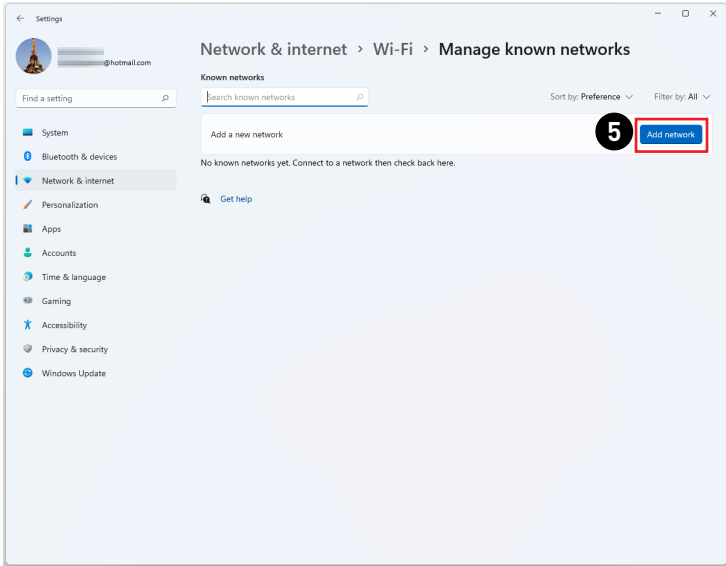 Settings
@hotmail.com
Network & internet > Wi-Fi > Manage known networks
Known networks
Find a setting
Search known networks
Sort by: Preference
Filter by: All
System
Add a new network
5
Add network
Bluetooth & devices
No known networks yet. Connect to a network then check back here.
Network & internet
Get help
Personalization
Apps
Accounts
Time & language
Gaming
Accessibility
Privacy & security
Windows Update